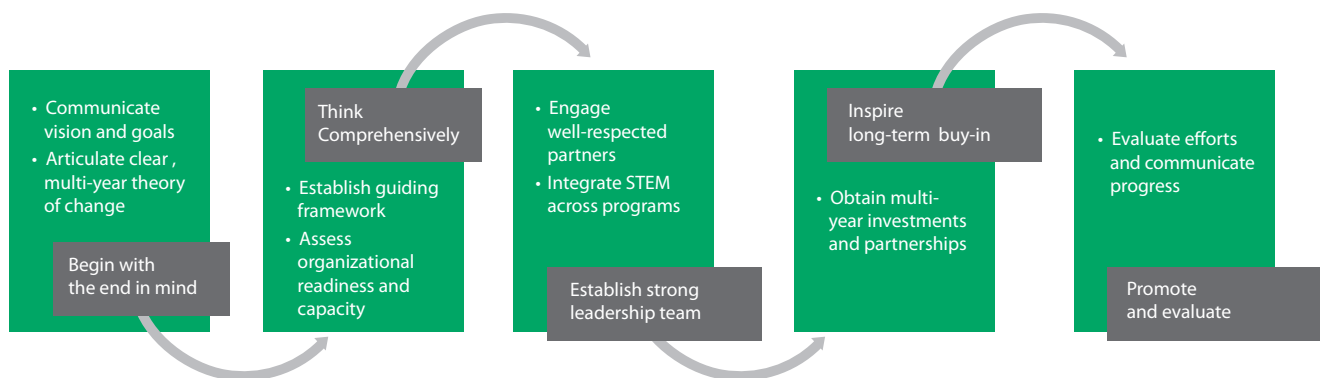 • Communicate
vision and goals
• Articulate clear ,
multi-year theory
of change
Begin with
the end in mind
Think
Comprehensively
• Establish guiding
framework
• Assess
organizational
readiness and
capacity
• Engage
well-respected
partners
• Integrate STEM
across programs
Establish strong
leadership team
Inspire
long-term buy-in
• Obtain multi-
year investments
and partnerships
• Evaluate efforts
and communicate
progress
Promote
and evaluate